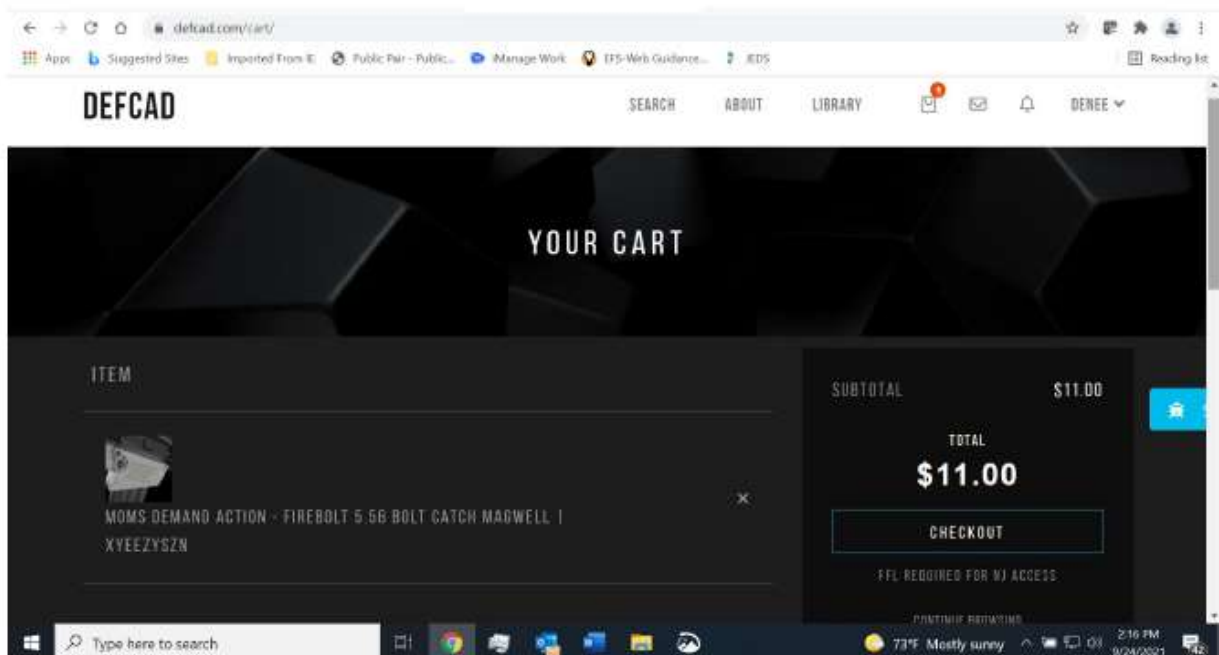 defcad.com/cart/
Apps Suggested Sites Imported From IE Public Pair - Public... iManage Work EFS-Web Guidance... JEDS Reading list
DEFCAD SEARCH ABOUT LIBRARY DENEE
YOUR CART
ITEM
SUBTOTAL $11.00
TOTAL
$11.00
MOMS DEMAND ACTION - FIREBOLT 5.56 BOLT CATCH MAGWELL |
XYEEZYSZN
CHECKOUT
FFL REQUIRED FOR NJ ACCESS
CONTINUE BROWSING
Type here to search 73°F Mostly sunny 2:16 PM
9/24/2021 42